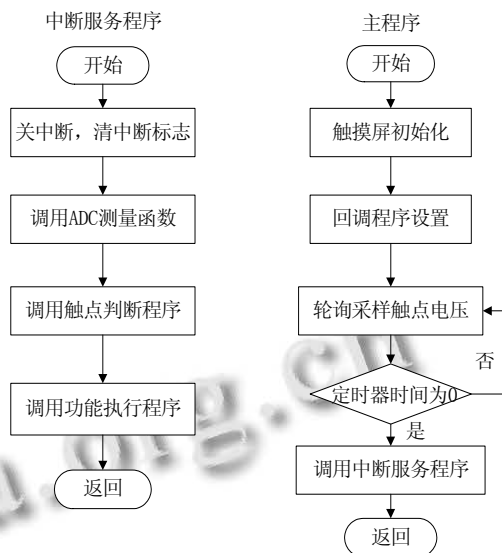 中断服务程序
开始
关中断，清中断标志
调用ADC测量函数
调用触点判断程序
调用功能执行程序
返回
主程序
开始
触摸屏初始化
回调程序设置
轮询采样触点电压
否
定时器时间为0
是
调用中断服务程序
返回